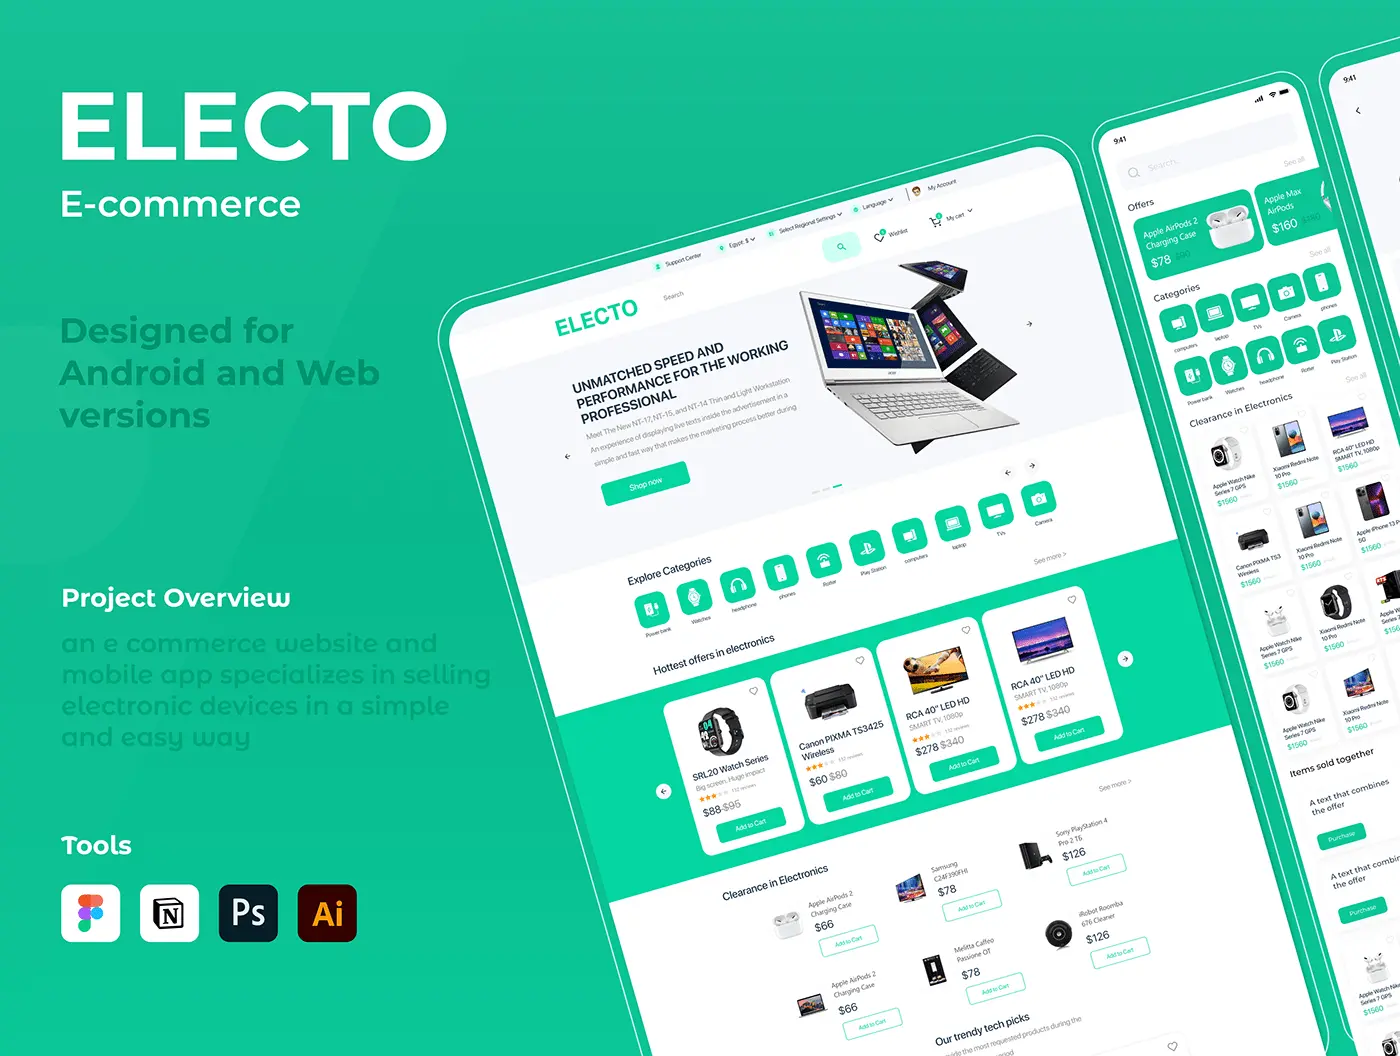 ELECTO
E-commerce
Designed for
Android and Web
versions
Project Overview
an e commerce website and
mobile app specializes in selling
electronic devices in a simple
and easy way
Tools
Ps
Ai
Support Center
Egypt: $
Select Regional Settings
Language
My Account
ELECTO
Search
Wishlist
My cart
UNMATCHED SPEED AND
PERFORMANCE FOR THE WORKING
PROFESSIONAL
Meet The New NT-17, NT-15, and NT-14 Thin and Light Workstation
An experience of displaying live texts inside the advertisement in a
simple and fast way that makes the marketing process better during
Shop now
Explore Categories
See more >
Power bank
Watches
headphone
phones
Rotter
Play Station
computers
laptop
TVs
Camera
Hottest offers in electronics
SRL20 Watch Series
Big screen. Huge impact
$88 $95
Add to Cart
Canon PIXMA TS3425
Wireless
$60 $80
Add to Cart
RCA 40" LED HD
SMART TV, 1080p
$278 $340
Add to Cart
RCA 40" LED HD
SMART TV, 1080p
$278 $340
Add to Cart
See more >
Clearance in Electronics
Apple AirPods 2
Charging Case
$66
Add to Cart
Samsung
C24F390FHI
$78
Add to Cart
Sony PlayStation 4
Pro 2 T6
$126
Add to Cart
Apple AirPods 2
Charging Case
$66
Add to Cart
Melitta Caffeo
Passione OT
$78
Add to Cart
iRobot Roomba
676 Cleaner
$126
Add to Cart
Our trendy tech picks
the most requested products during the
9:41
Search..
See all
Offers
Apple AirPods 2
Charging Case
$78
Apple Max
AirPods
$160
See all
Categories
computers
laptop
TVs
Camera
phones
Power bank
Watches
headphone
Rotter
Play Station
See all
Clearance in Electronics
Apple Watch Nike
Series 7 GPS
$1560
Xiaomi Redmi Note
10 Pro
$1560
RCA 40" LED HD
SMART TV, 1080p
$1560
Canon PIXMA TS3
Wireless
$1560
Xiaomi Redmi Note
10 Pro
$1560
Apple iPhone 13 P
5G
$1560
Apple Watch Nike
Series 7 GPS
$1560
Xiaomi Redmi Note
10 Pro
$1560
Apple Watch
Series 7
Apple Watch Nike
Series 7 GPS
$1560
Xiaomi Redmi Note
10 Pro
$1560
Items sold together
A text that combines
the offer
Purchase
A text that combin
the offer
Purchase
Apple Watch Nike
Series 7 GPS
$1560
9:41